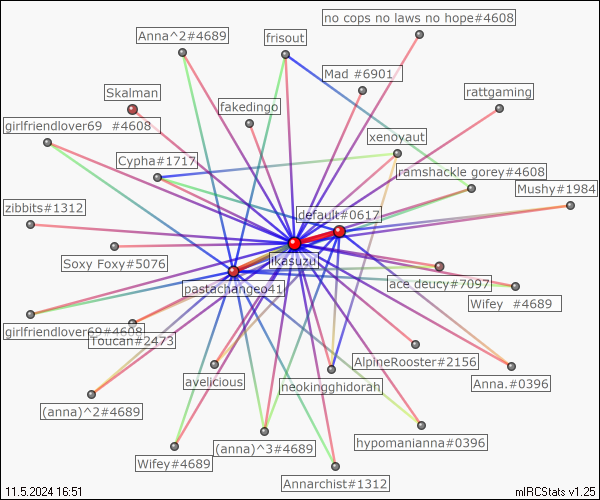 no cops no laws no hope#4608
Anna^2#4689
frisout
Mad #6901
Skalman
rattgaming
fakedingo
girlfriendlover69 #4608
xenoyaut
Cypha#1717
ramshackle gorey#4608
Mushy#1984
zibbits#1312
default#0617
Soxy Foxy#5076
ikasuzu
ace.deucy#7097
pastachangeo41
Wifey #4689
girlfriendlover69#4608
Toucan#2473
AlpineRooster#2156
avelicious
neokingghidorah
Anna.#0396
(anna)^2#4689
(anna)^3#4689
hypomanianna#0396
Wifey#4689
Annarchist#1312
11.5.2024 16:51
mIRCStats v1.25